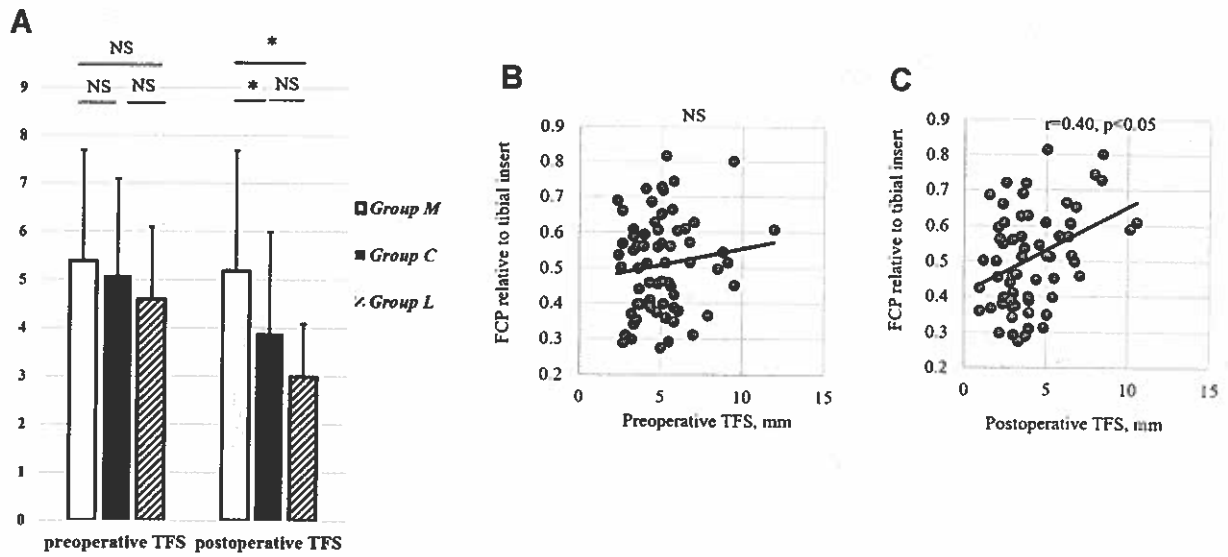 A
NS
*
NS
NS
*
NS
9
8
7
6
5
4
3
2
1
0
preoperative TFS
postoperative TFS
Group M
Group C
Group L
B
NS
FCP relative to tibial insert
0.9
0.8
0.7
0.6
0.5
0.4
0.3
0.2
0
5
10
15
Preoperative TFS, mm
C
r=0.40, p<0.05
FCP relative to tibial insert
0.9
0.8
0.7
0.6
0.5
0.4
0.3
0.2
0
5
10
15
Postoperative TFS, mm